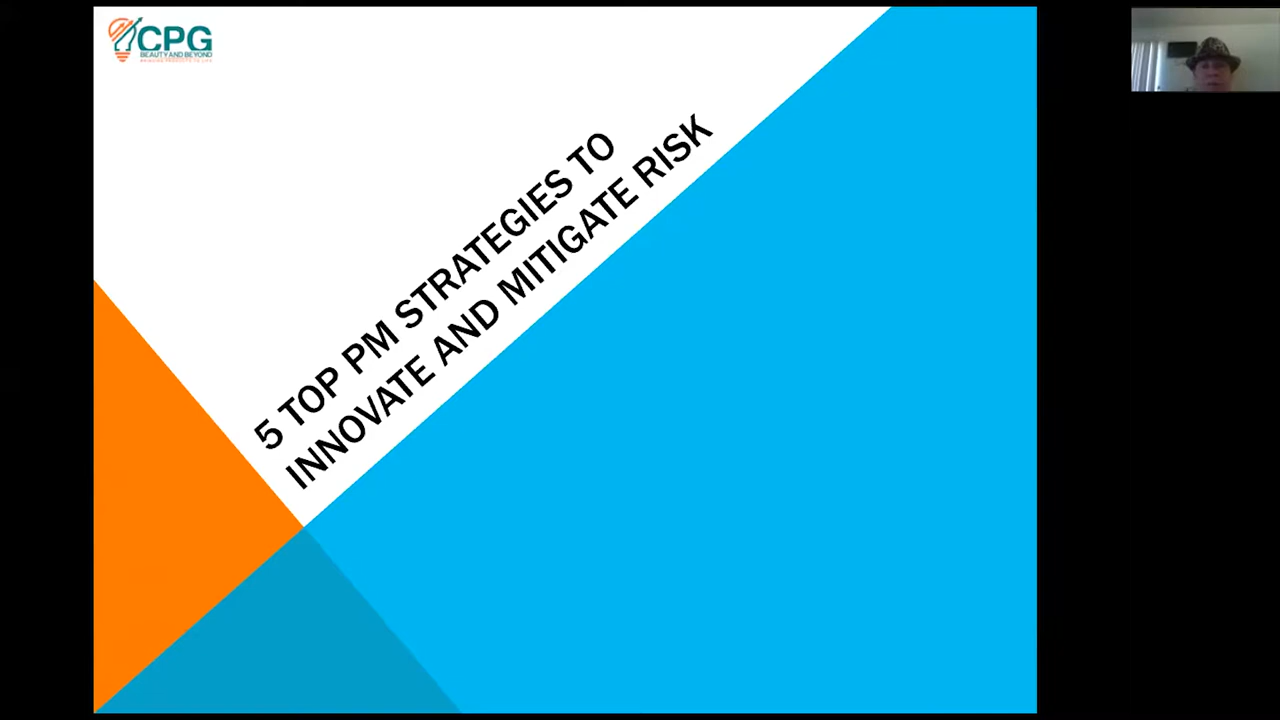 CPG
BEAUTY AND BEYOND
5 TOP PM STRATEGIES TO
INNOVATE AND MITIGATE RISK